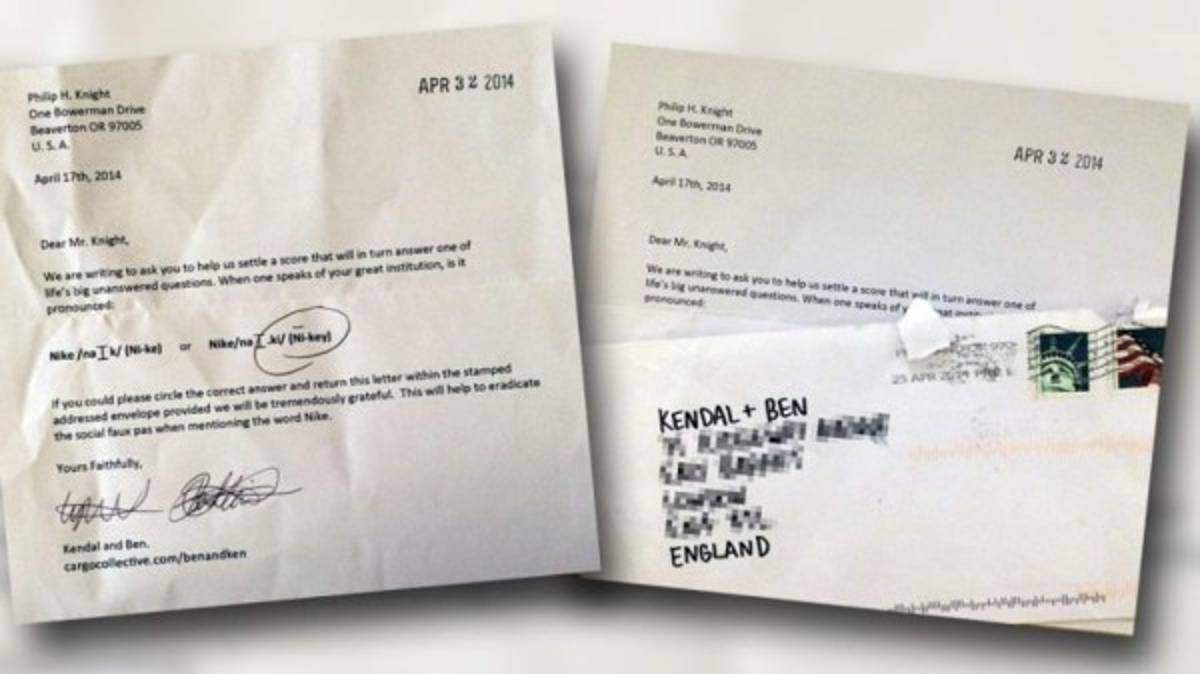 Philip H. Knight
One Bowerman Drive
Beaverton OR 97005
U. S. A.
APR 32 2014
April 17th, 2014
Dear Mr. Knight,
We are writing to ask you to help us settle a score that will in turn answer one of
life's big unanswered questions. When one speaks of your great institution, is it
pronounced:
Nike /naɪk/ (Ni-ke) or Nike/naɪ.ki/ (Ni-key)
If you could please circle the correct answer and return this letter within the stamped
addressed envelope provided we will be tremendously grateful. This will help to eradicate
the social faux pas when mentioning the word Nike.
Yours Faithfully,
Kendal and Ben.
cargocollective.com/benandken
Philip H. Knight
One Bowerman Drive
Beaverton OR 97005
U. S. A.
APR 32 2014
April 17th, 2014
Dear Mr. Knight,
We are writing to ask you to help us settle a score that will in turn answer one of
life's big unanswered questions. When one speaks of
pronounced:
25 APR
KENDAL + BEN
ENGLAND